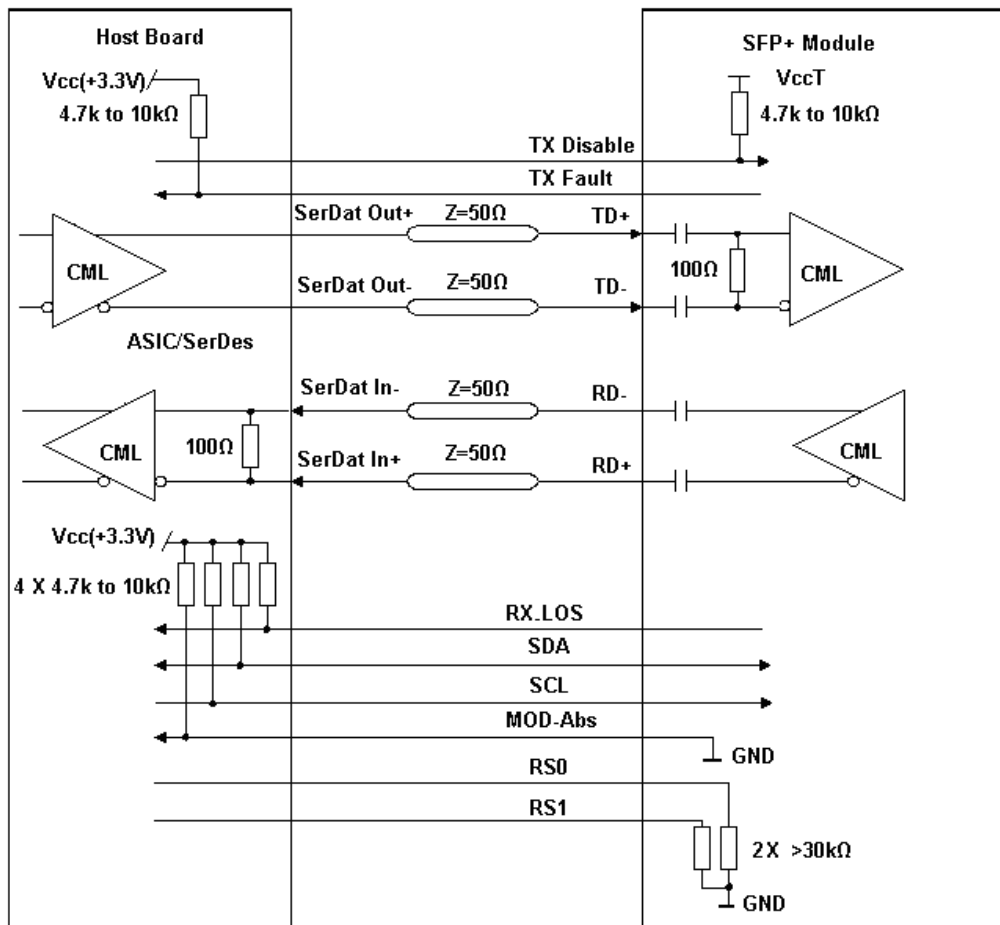 Host Board
SFP+ Module
Vcc(+3.3V)
VccT
4.7k to 10kΩ
4.7k to 10kΩ
TX Disable
TX Fault
SerDat Out+
Z=50Ω
TD+
CML
100Ω
CML
SerDat Out-
Z=50Ω
TD-
ASIC/SerDes
SerDat In-
Z=50Ω
RD-
CML
100Ω
CML
SerDat In+
Z=50Ω
RD+
Vcc(+3.3V)
4 X 4.7k to 10kΩ
RX_LOS
SDA
SCL
MOD-Abs
GND
RS0
RS1
2X >30kΩ
GND